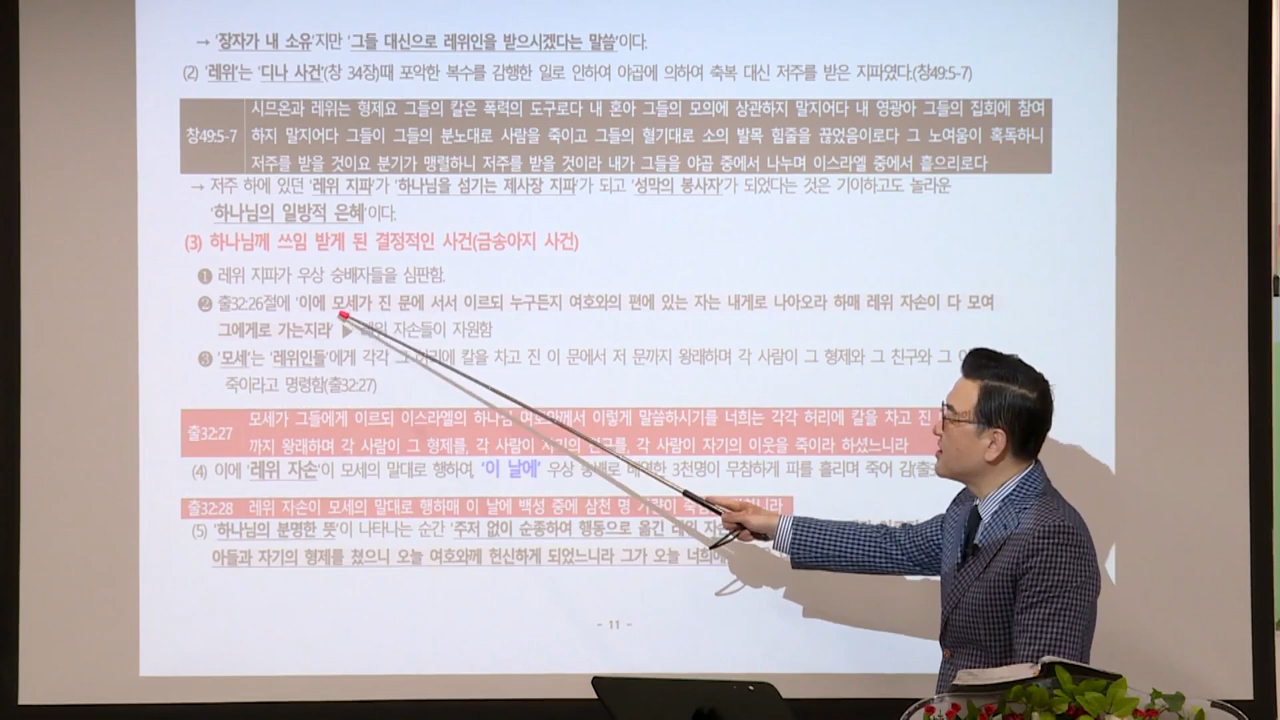 → '장자가 내 소유'지만 '그들 대신으로 레위인을 받으시겠다는 말씀'이다.
(2) '레위'는 '디나 사건'(창 34장)때 포악한 복수를 감행한 일로 인하여 야곱에 의하여 축복 대신 저주를 받은 지파였다.(창49:5-7)
시므온과 레위는 형제요 그들의 칼은 폭력의 도구로다 내 혼아 그들의 모의에 상관하지 말지어다 내 영광아 그들의 집회에 참여
창49:5-7 하지 말지어다 그들이 그들의 분노대로 사람을 죽이고 그들의 혈기대로 소의 발목 힘줄을 끊었음이로다 그 노여움이 혹독하니
저주를 받을 것이요 분기가 맹렬하니 저주를 받을 것이라 내가 그들을 야곱 중에서 나누며 이스라엘 중에서 흩으리로다
→ 저주 하에 있던 '레위 지파'가 '하나님을 섬기는 제사장 지파'가 되고 '성막의 봉사자'가 되었다는 것은 기이하고도 놀라운
'하나님의 일방적 은혜'이다.
(3) 하나님께 쓰임 받게 된 결정적인 사건(금송아지 사건)
❶ 레위 지파가 우상 숭배자들을 심판함.
❷ 출32:26절에 '이에 모세가 진 문에 서서 이르되 누구든지 여호와의 편에 있는 자는 내게로 나아오라 하매 레위 자손이 다 모여
그에게로 가는지라' ▶ 레위 자손들이 자원함
❸ '모세'는 '레위인들'에게 각각 그 허리에 칼을 차고 진 이 문에서 저 문까지 왕래하며 각 사람이 그 형제와 그 친구와 그
죽이라고 명령함(출32:27)
모세가 그들에게 이르되 이스라엘의 하나님 여호와께서 이렇게 말씀하시기를 너희는 각각 허리에 칼을 차고 진
출32:27 까지 왕래하며 각 사람이 그 형제를, 각 사람이 자기의 친구를, 각 사람이 자기의 이웃을 죽이라 하셨느니라
(4) 이에 '레위 자손'이 모세의 말대로 행하여, '이 날에' 우상 숭배로 배역한 3천명이 무참하게 피를 흘리며 죽어 감(출3
출32:28 레위 자손이 모세의 말대로 행하매 이 날에 백성 중에 삼천 명 가량이
(5) '하나님의 분명한 뜻'이 나타나는 순간 '주저 없이 순종하여 행동으로 옮긴 레위
아들과 자기의 형제를 쳤으니 오늘 여호와께 헌신하게 되었느니라 그가 오늘 너희에
- 11 -